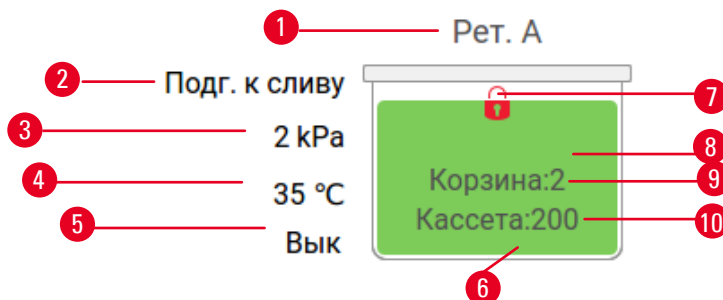 1 Рет. А
2 Подг. к сливу 7
3 2 kPa 8
4 35 °C Корзина:2 9
5 Вык Кассета:200 10
6